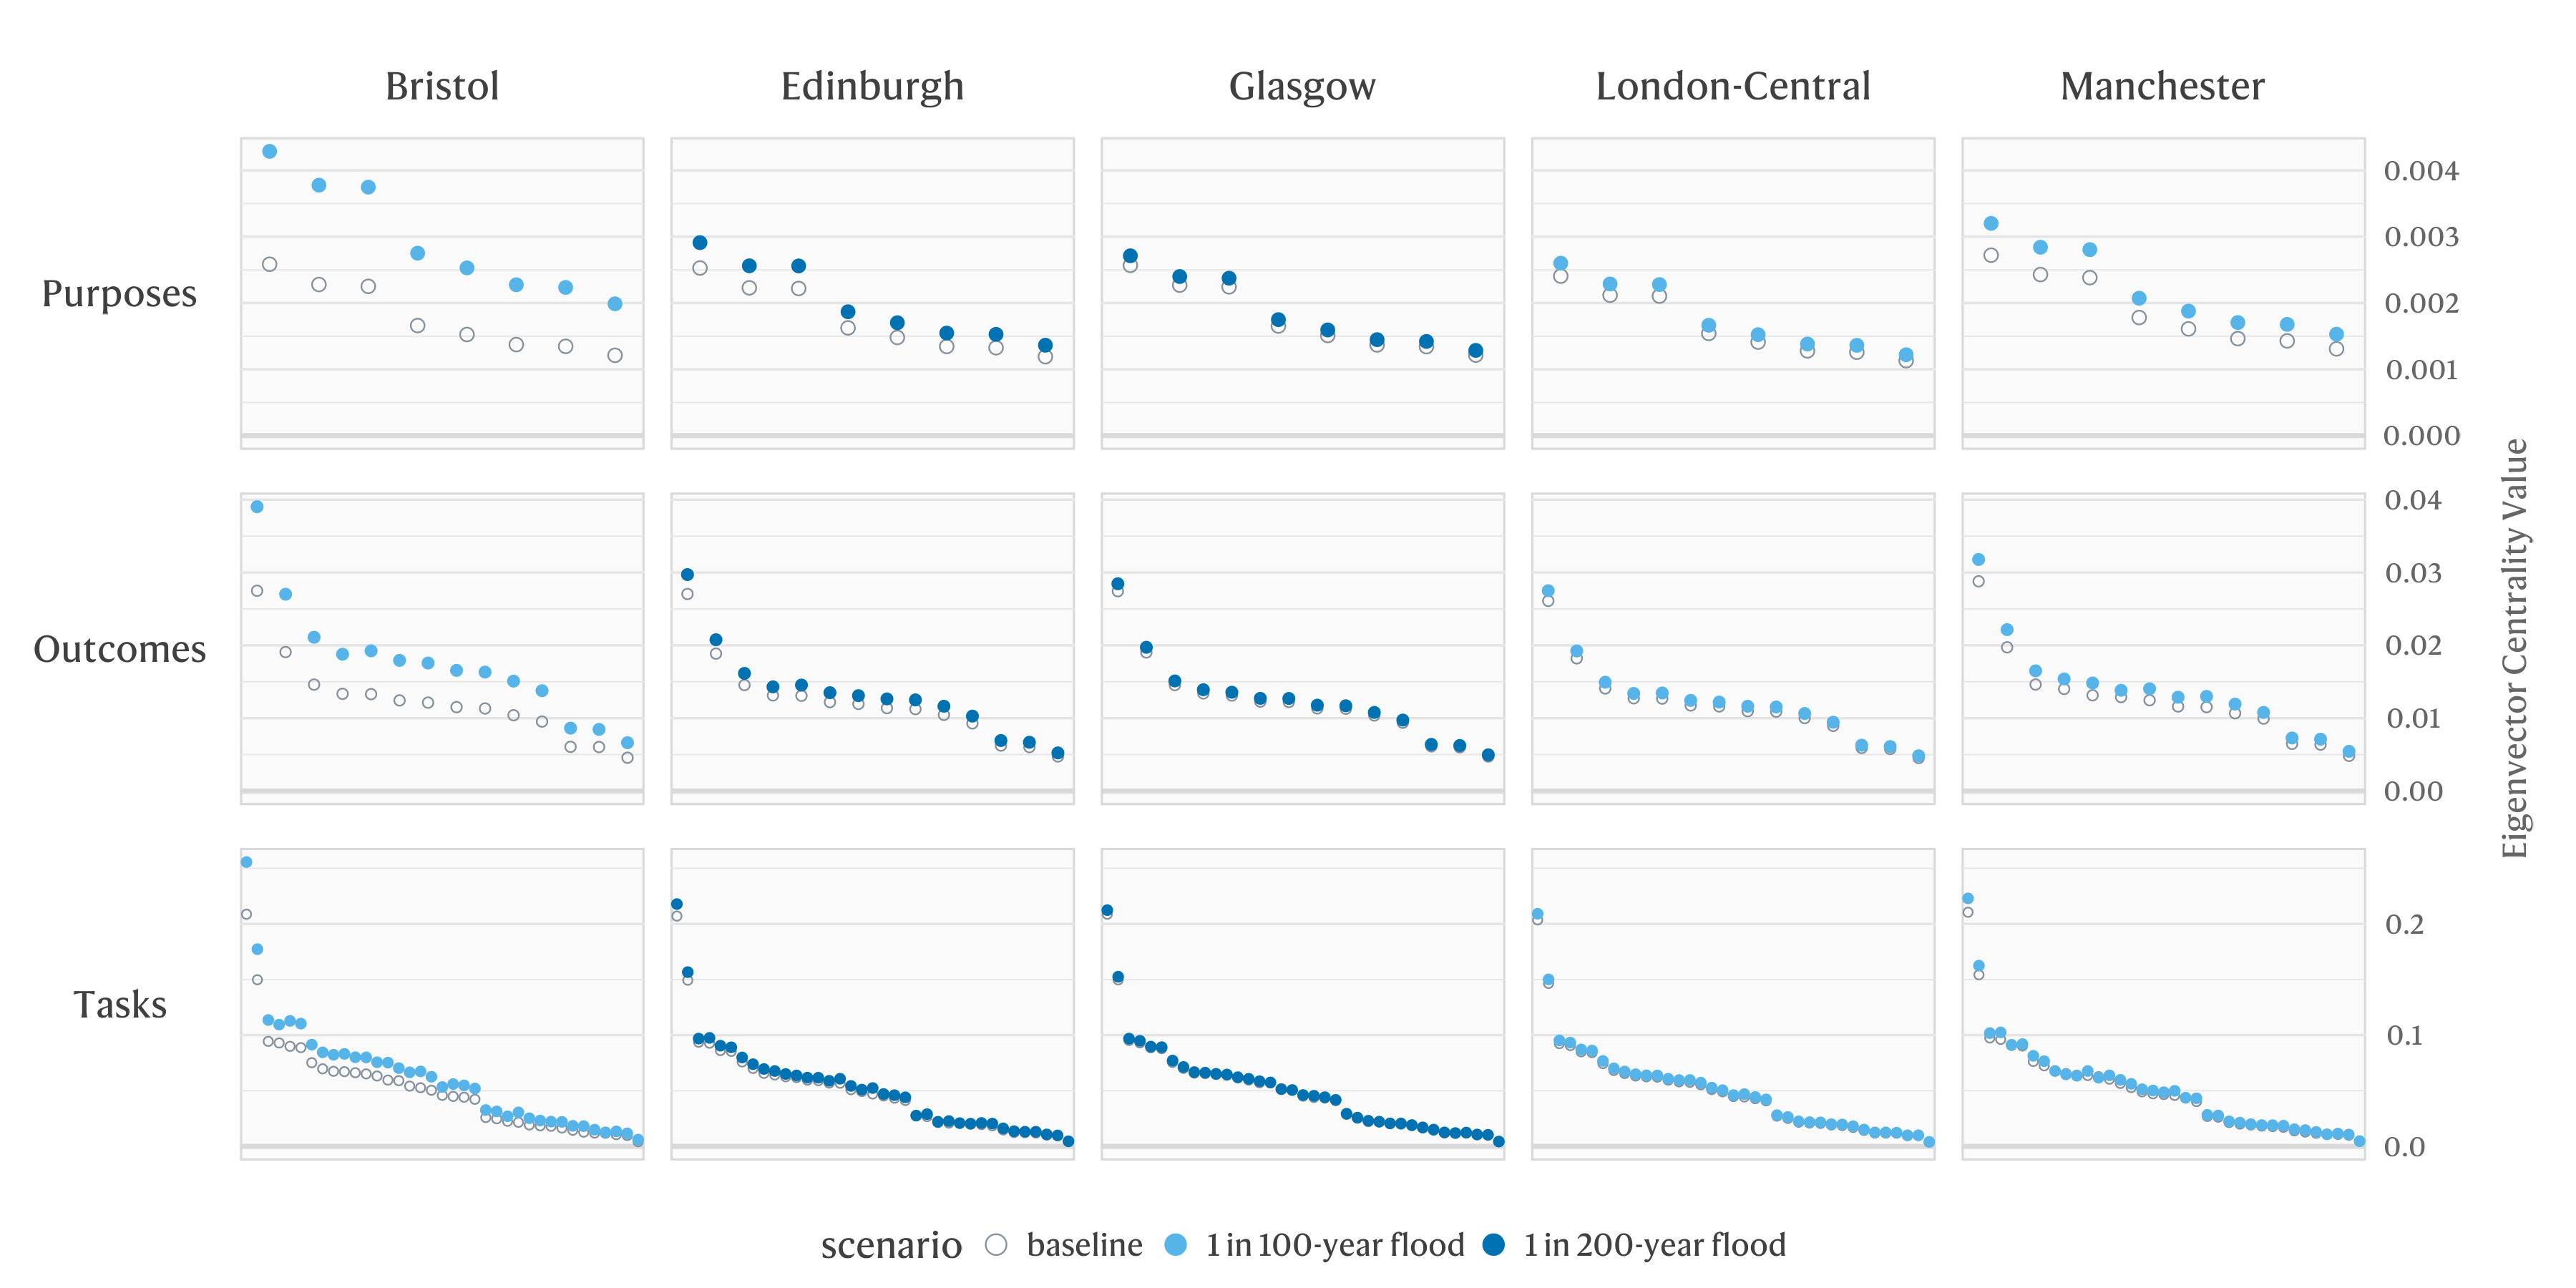 Bristol Edinburgh Glasgow London-Central Manchester
Purposes
0.004
0.003
0.002
0.001
0.000
Outcomes
0.04
0.03
0.02
0.01
0.00
Tasks
0.2
0.1
0.0
Eigenvector Centrality Value
scenario baseline 1 in 100-year flood 1 in 200-year flood